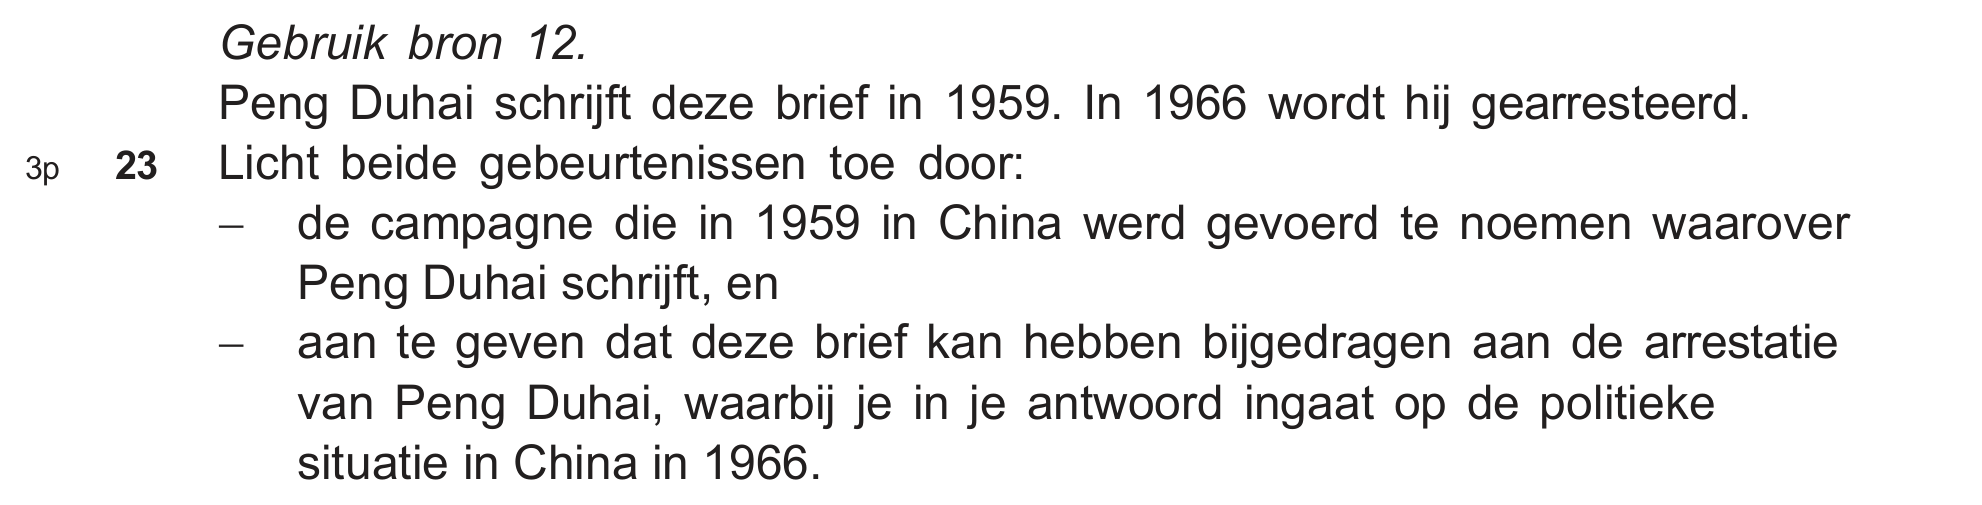 Gebruik bron 12.
Peng Duhai schrijft deze brief in 1959. In 1966 wordt hij gearresteerd.
3p 23 Licht beide gebeurtenissen toe door:
– de campagne die in 1959 in China werd gevoerd te noemen waarover
Peng Duhai schrijft, en
– aan te geven dat deze brief kan hebben bijgedragen aan de arrestatie
van Peng Duhai, waarbij je in je antwoord ingaat op de politieke
situatie in China in 1966.